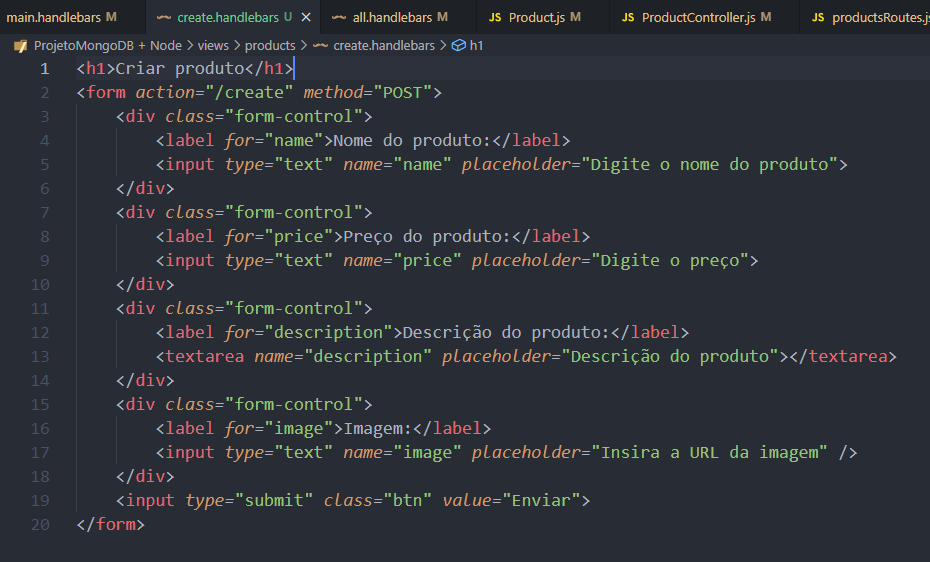 main.handlebars M create.handlebars U all.handlebars M JS Product.js M JS ProductController.js M JS productsRoutes.js
ProjetoMongoDB + Node > views > products > create.handlebars > h1
1 <h1>Criar produto</h1>
2 <form action="/create" method="POST">
3 <div class="form-control">
4 <label for="name">Nome do produto:</label>
5 <input type="text" name="name" placeholder="Digite o nome do produto">
6 </div>
7 <div class="form-control">
8 <label for="price">Preço do produto:</label>
9 <input type="text" name="price" placeholder="Digite o preço">
10 </div>
11 <div class="form-control">
12 <label for="description">Descrição do produto:</label>
13 <textarea name="description" placeholder="Descrição do produto"></textarea>
14 </div>
15 <div class="form-control">
16 <label for="image">Imagem:</label>
17 <input type="text" name="image" placeholder="Insira a URL da imagem" />
18 </div>
19 <input type="submit" class="btn" value="Enviar">
20 </form>